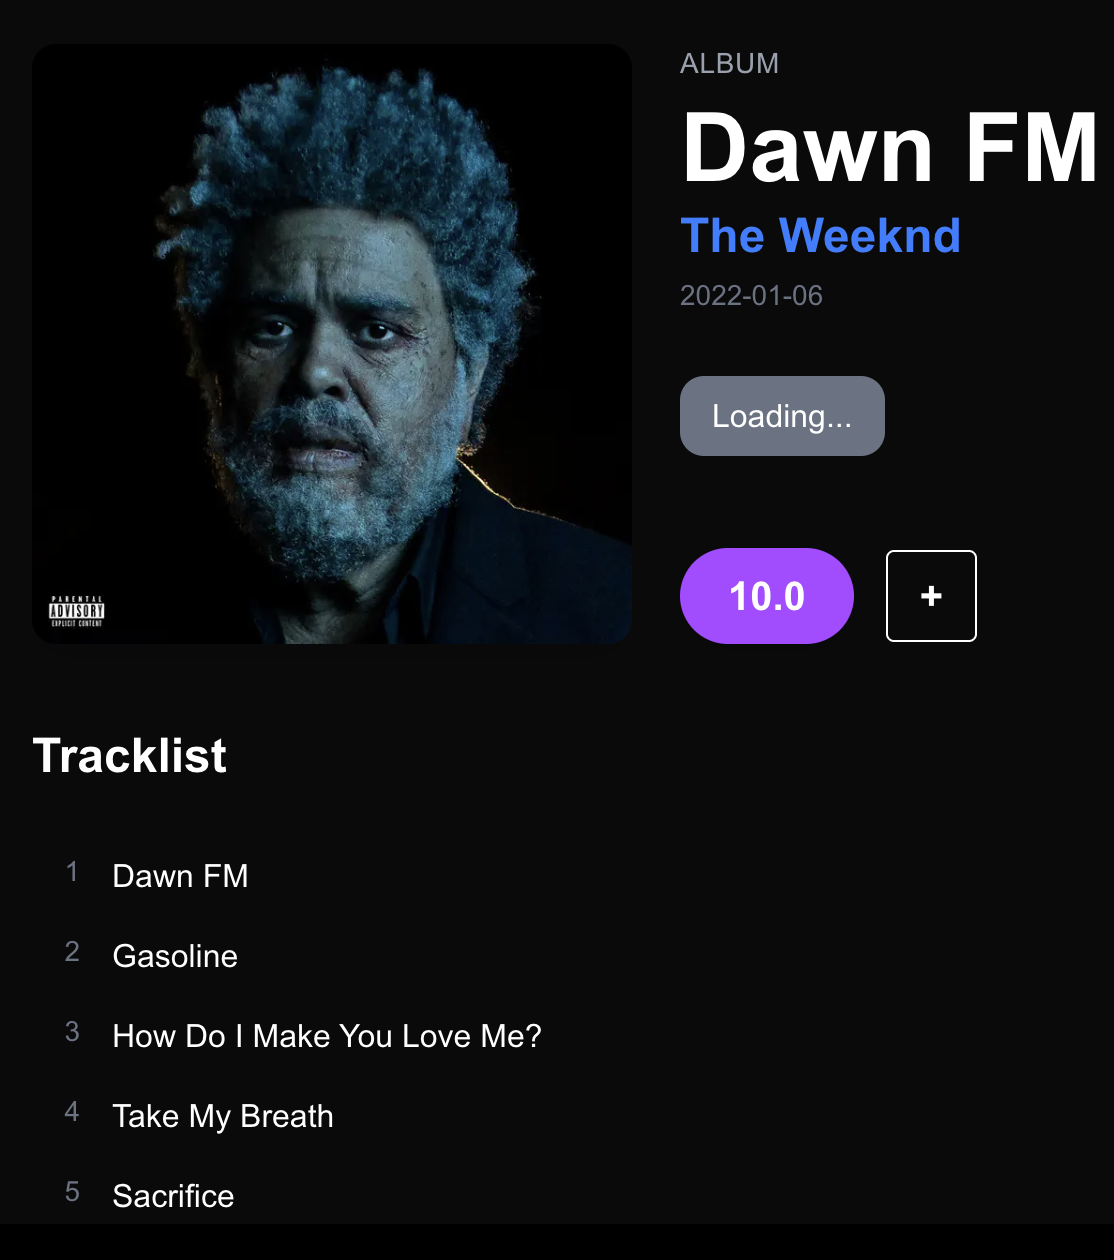 ALBUM
Dawn FM
The Weeknd
2022-01-06
Loading...
10.0
+
PARENTAL
ADVISORY
EXPLICIT CONTENT
Tracklist
1 Dawn FM
2 Gasoline
3 How Do I Make You Love Me?
4 Take My Breath
5 Sacrifice